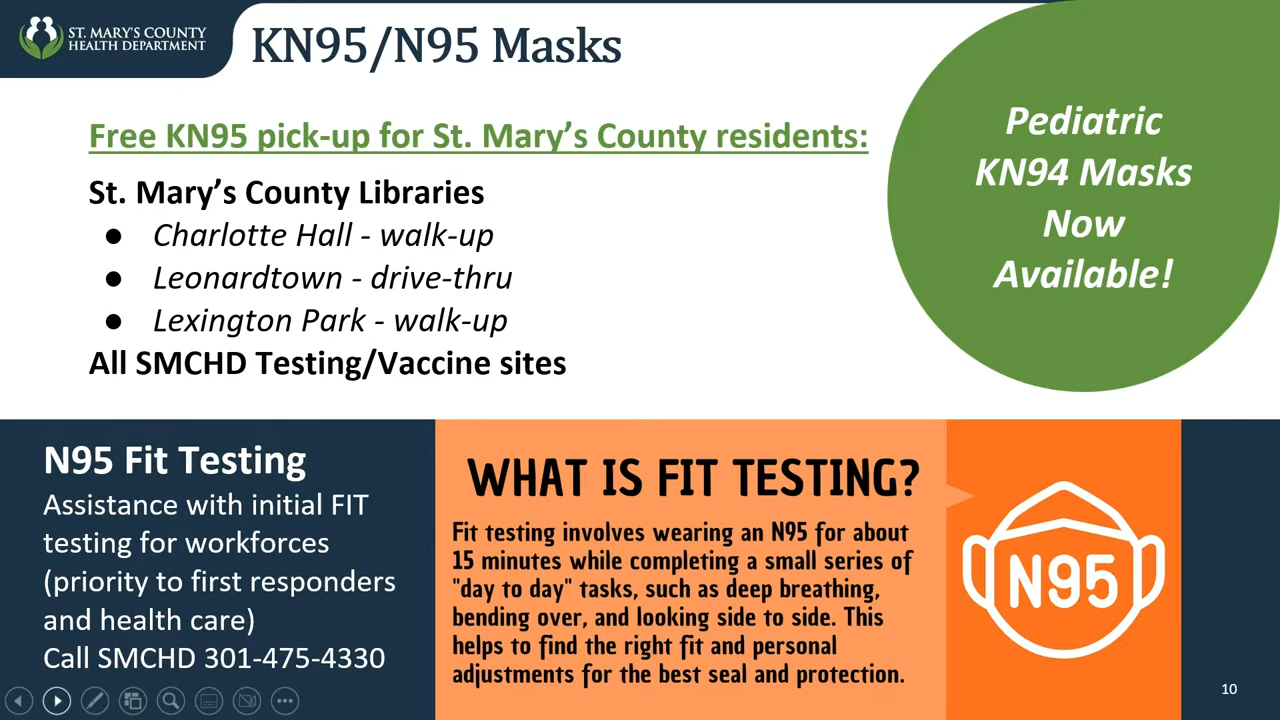 ST. MARY'S COUNTY
HEALTH DEPARTMENT
KN95/N95 Masks
Free KN95 pick-up for St. Mary's County residents:
St. Mary's County Libraries
● Charlotte Hall - walk-up
● Leonardtown - drive-thru
● Lexington Park - walk-up
All SMCHD Testing/Vaccine sites
Pediatric
KN94 Masks
Now
Available!
N95 Fit Testing
Assistance with initial FIT
testing for workforces
(priority to first responders
and health care)
Call SMCHD 301-475-4330
WHAT IS FIT TESTING?
Fit testing involves wearing an N95 for about
15 minutes while completing a small series of
"day to day" tasks, such as deep breathing,
bending over, and looking side to side. This
helps to find the right fit and personal
adjustments for the best seal and protection.
N95
10